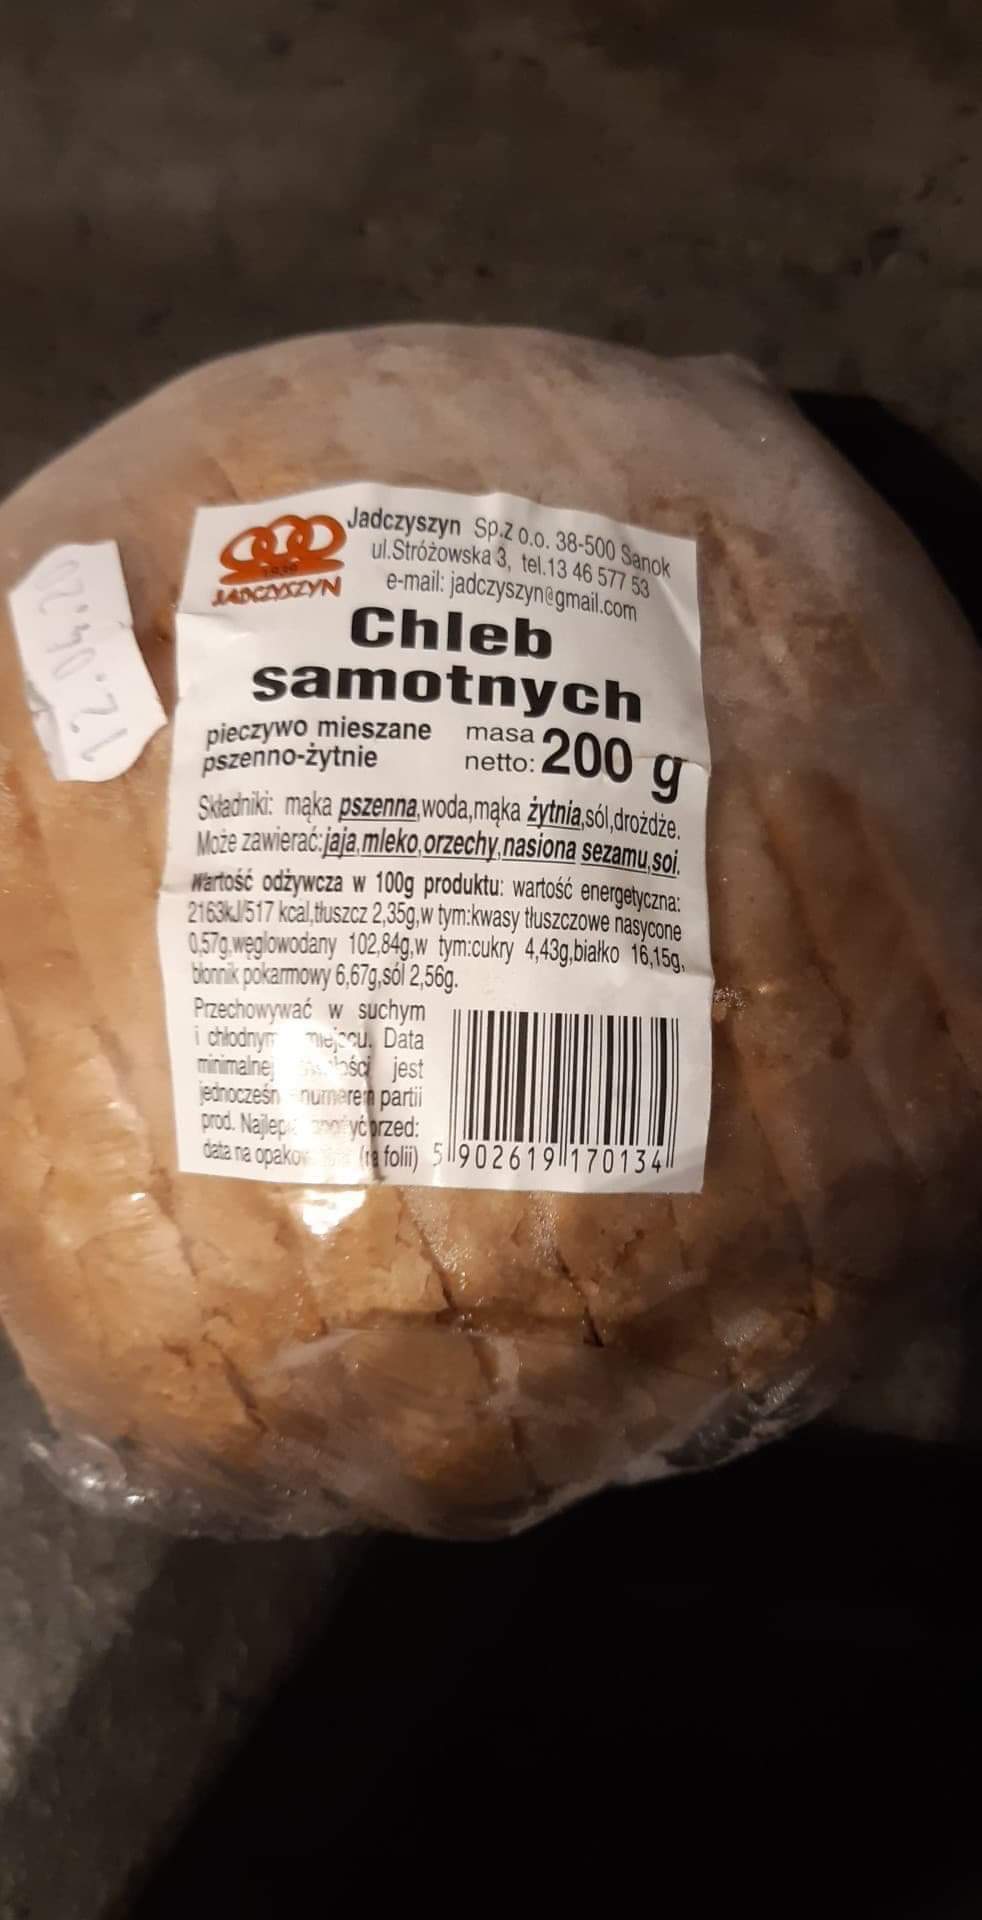 Jadczyszyn Sp.Z o.o. 38-500 Sanok
ul.Stróżowska 3, tel.13 46 577 53
e-mail: jadczyszyn@gmail.com
JADCZYSZYN
Chleb
samotnych
pieczywo mieszane
pszenno-żytnie
masa
netto: 200 g
Składniki: mąka pszenna,woda,mąka żytnia,sól,drożdże.
Może zawierać:jaja,mleko,orzechy,nasiona sezamu,soi.
Wartość odżywcza w 100g produktu: wartość energetyczna:
2163kJ/517 kcal,tłuszcz 2,35g,w tym:kwasy tłuszczowe nasycone
0,57g,węglowodany 102,84g,w tym:cukry 4,43g,białko 16,15g,
błonnik pokarmowy 6,67g,sól 2,56g.
Przechowywać w suchym
i chłodnym miejscu. Data
minimalnej jest
numerem partii
prod. przed:
data na (na folii)
5 902619 170134
12.04.20